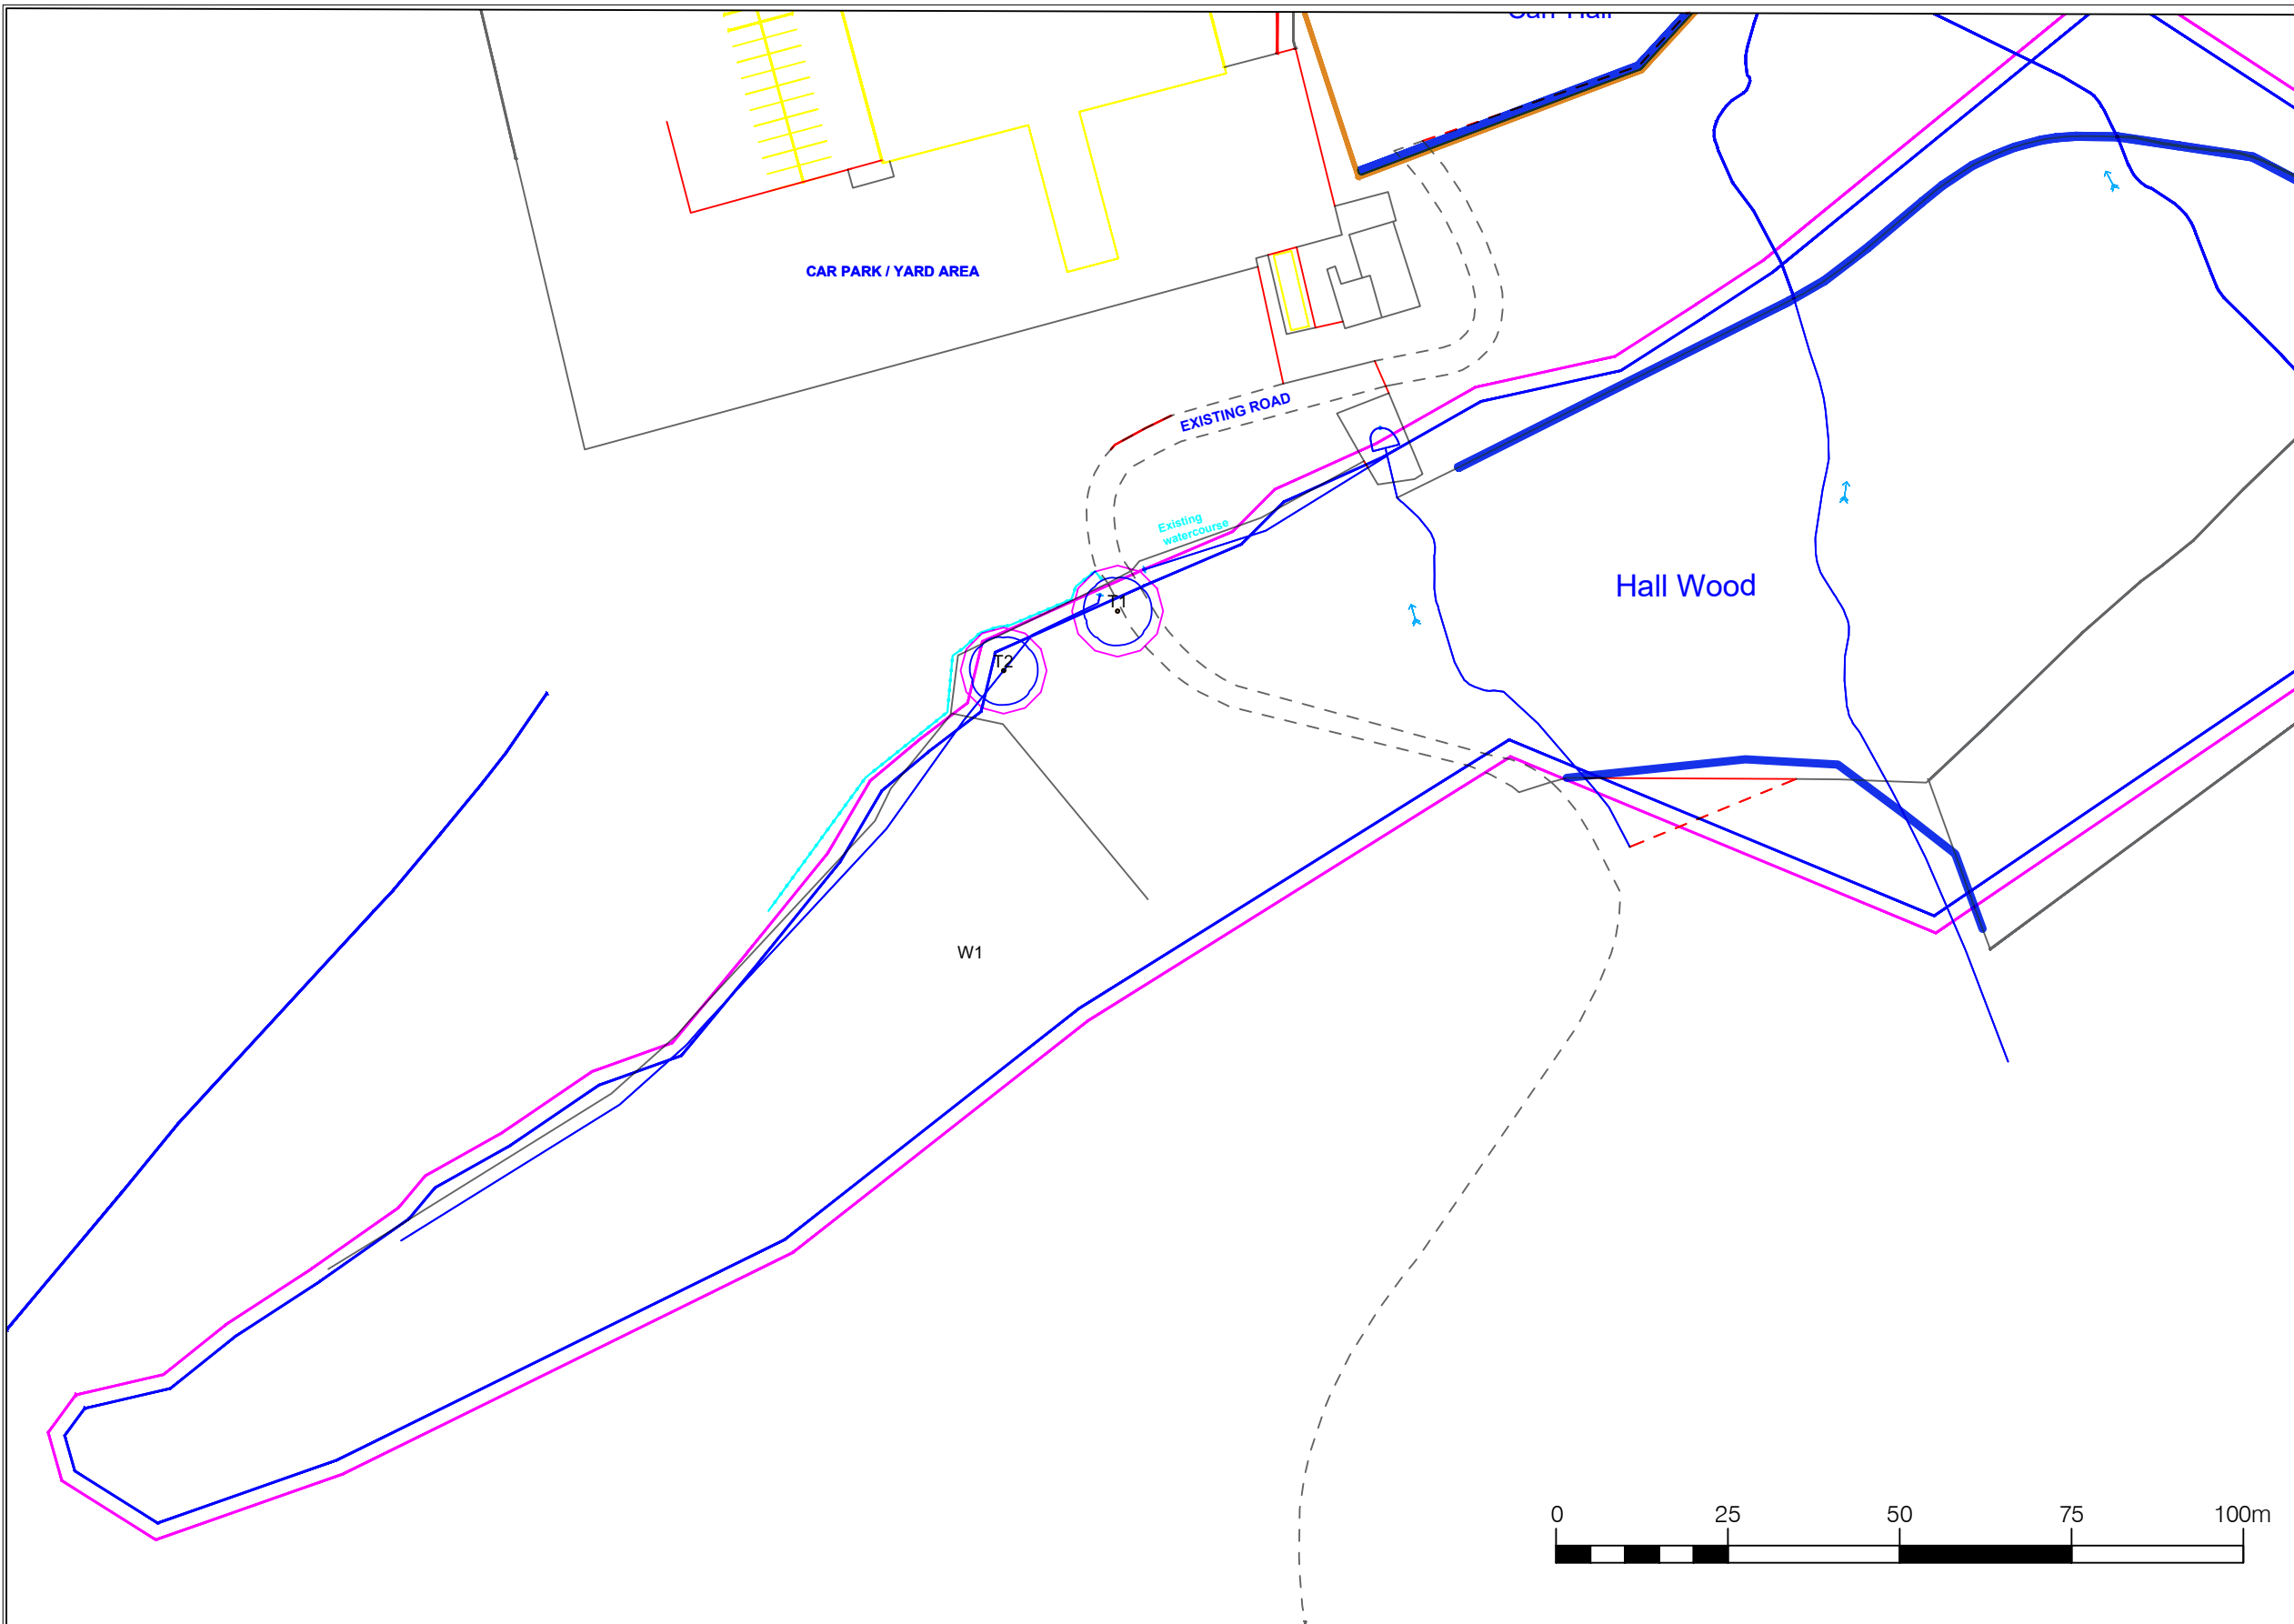 CAR PARK / YARD AREA
EXISTING ROAD
Existing
watercourse
Hall Wood
T1
T2
W1
0 25 50 75 100m